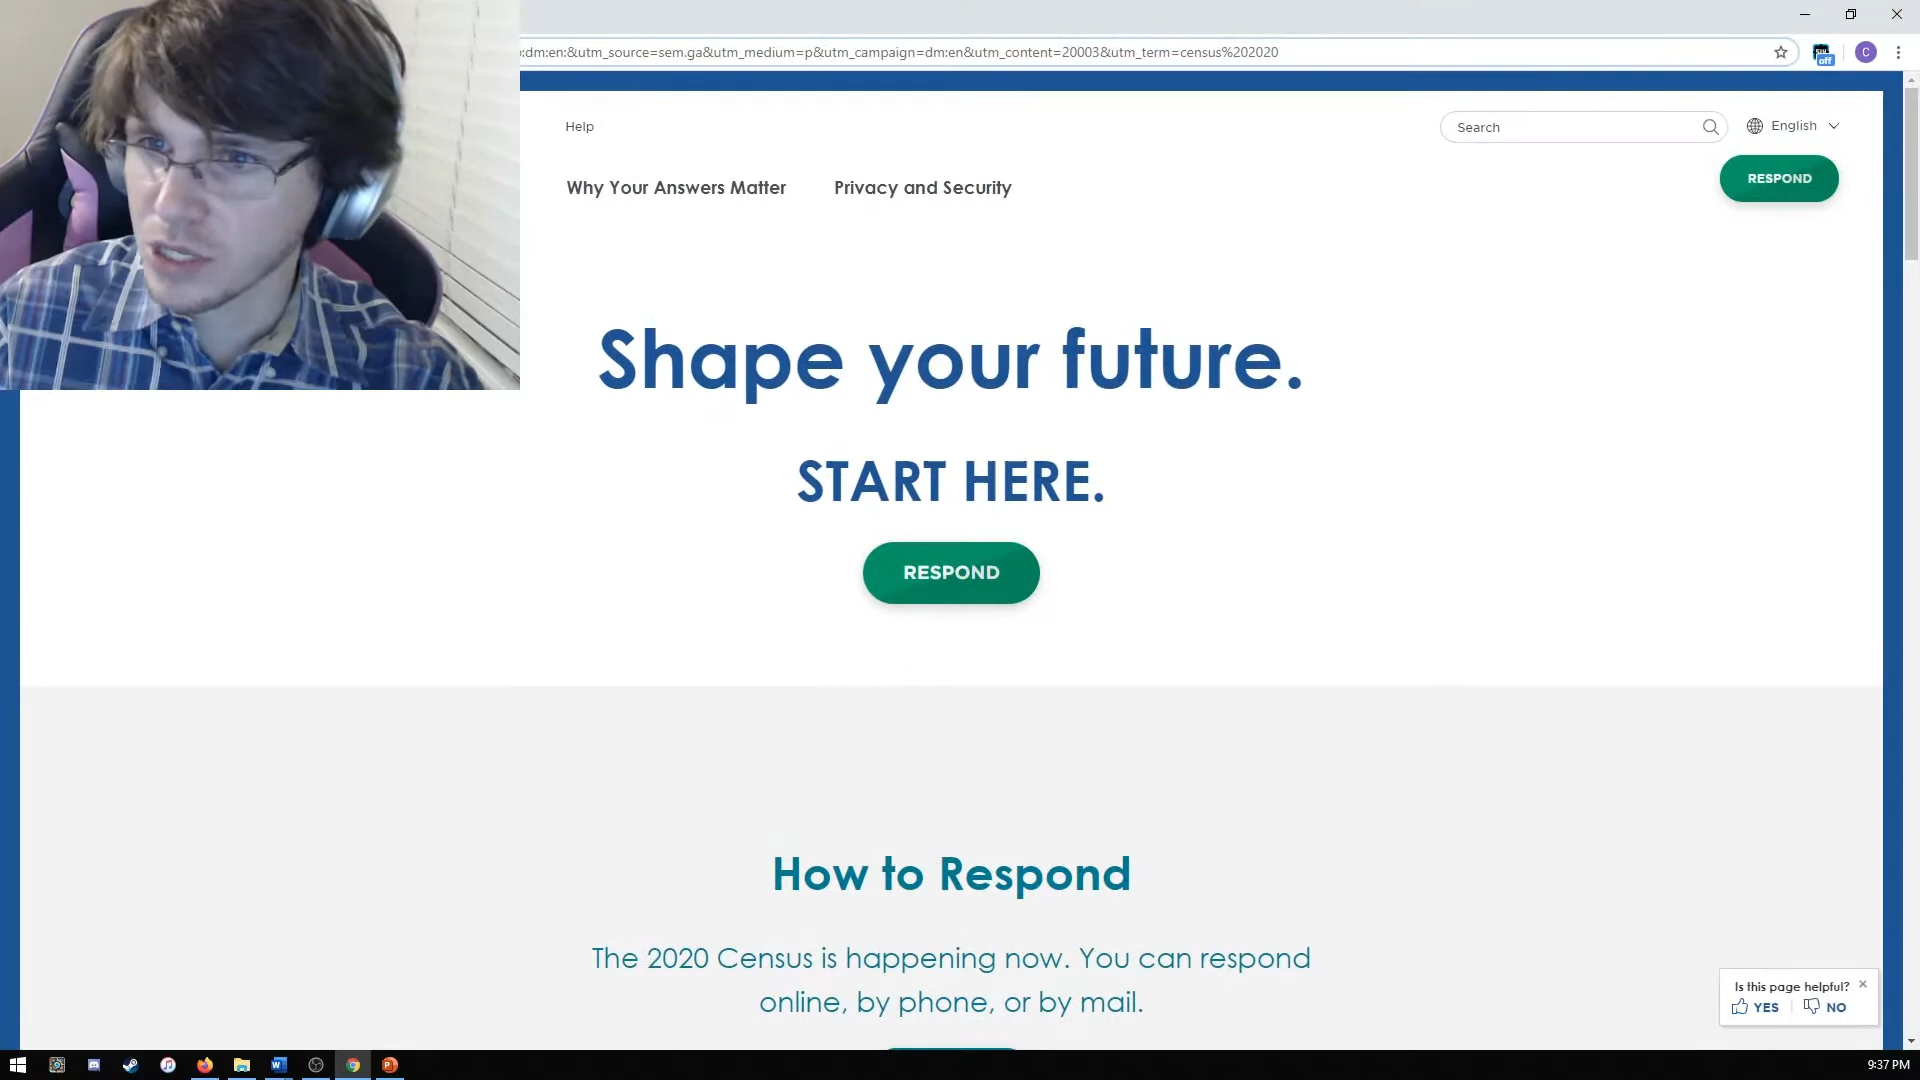 :dm:en:&utm_source=sem.ga&utm_medium=p&utm_campaign=dm:en&utm_content=20003&utm_term=census%202020
off
C
Help
Search
English
RESPOND
Why Your Answers Matter
Privacy and Security
Shape your future.
START HERE.
RESPOND
How to Respond
The 2020 Census is happening now. You can respond
online, by phone, or by mail.
Is this page helpful?
YES
NO
9:37 PM